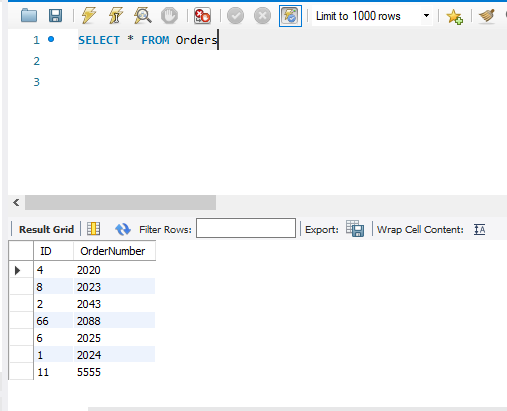 Limit to 1000 rows
1 SELECT * FROM Orders
2
3
Result Grid Filter Rows: Export: Wrap Cell Content:
ID OrderNumber
4 2020
8 2023
2 2043
66 2088
6 2025
1 2024
11 5555